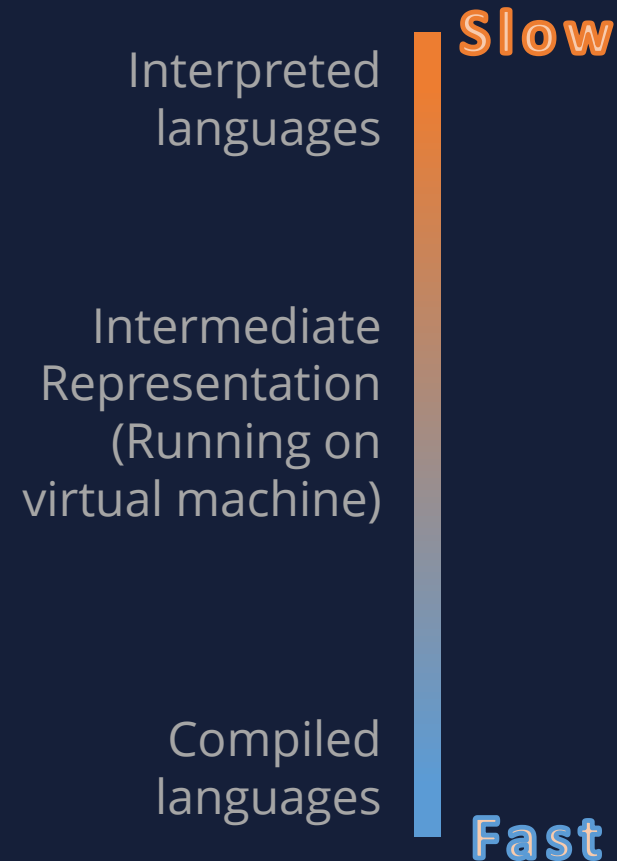 Slow
Interpreted
languages
Intermediate
Representation
(Running on
virtual machine)
Compiled
languages
Fast